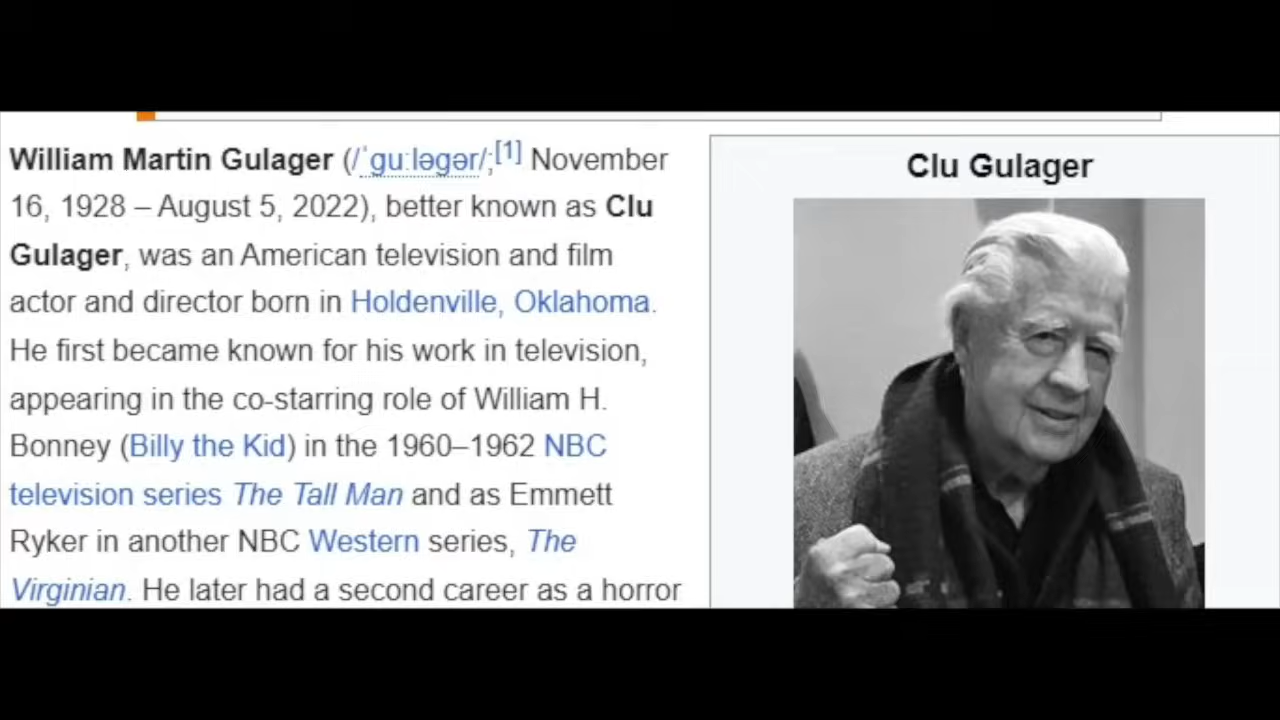 William Martin Gulager (/ˈɡuːləɡər/;[1] November
16, 1928 – August 5, 2022), better known as Clu
Gulager, was an American television and film
actor and director born in Holdenville, Oklahoma.
He first became known for his work in television,
appearing in the co-starring role of William H.
Bonney (Billy the Kid) in the 1960–1962 NBC
television series The Tall Man and as Emmett
Ryker in another NBC Western series, The
Virginian. He later had a second career as a horror
Clu Gulager